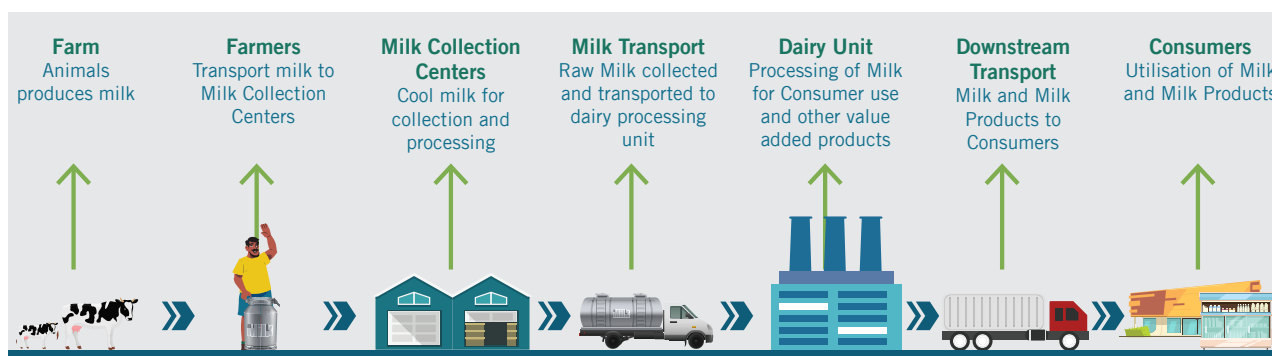 Farm
Animals
produces milk
Farmers
Transport milk to
Milk Collection
Centers
Milk Collection
Centers
Cool milk for
collection and
processing
Milk Transport
Raw Milk collected
and transported to
dairy processing
unit
Dairy Unit
Processing of Milk
for Consumer use
and other value
added products
Downstream
Transport
Milk and Milk
Products to
Consumers
Consumers
Utilisation of Milk
and Milk Products
MILK
MILK